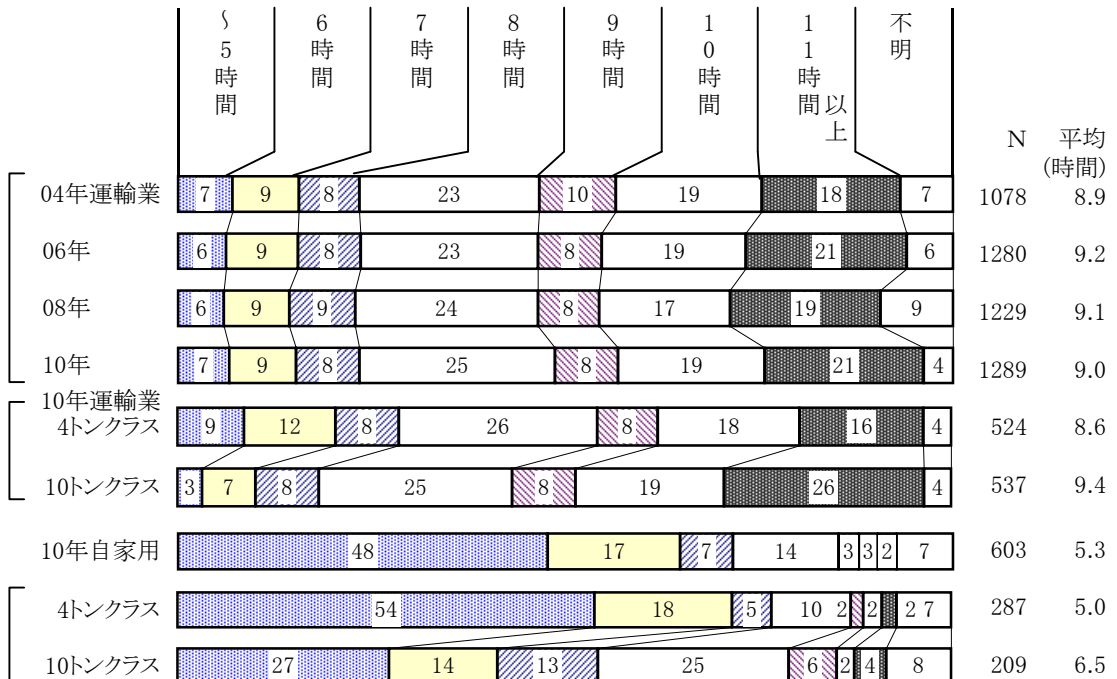 ～5時間 6時間 7時間 8時間 9時間 10時間 11時間以上 不明
N 平均(時間)
04年運輸業 7 9 8 23 10 19 18 7 1078 8.9
06年 6 9 8 23 8 19 21 6 1280 9.2
08年 6 9 9 24 8 17 19 9 1229 9.1
10年 7 9 8 25 8 19 21 4 1289 9.0
10年運輸業
4トンクラス 9 12 8 26 8 18 16 4 524 8.6
10トンクラス 3 7 8 25 8 19 26 4 537 9.4
10年自家用 48 17 7 14 3 3 2 7 603 5.3
4トンクラス 54 18 5 10 2 2 2 7 287 5.0
10トンクラス 27 14 13 25 6 2 4 8 209 6.5